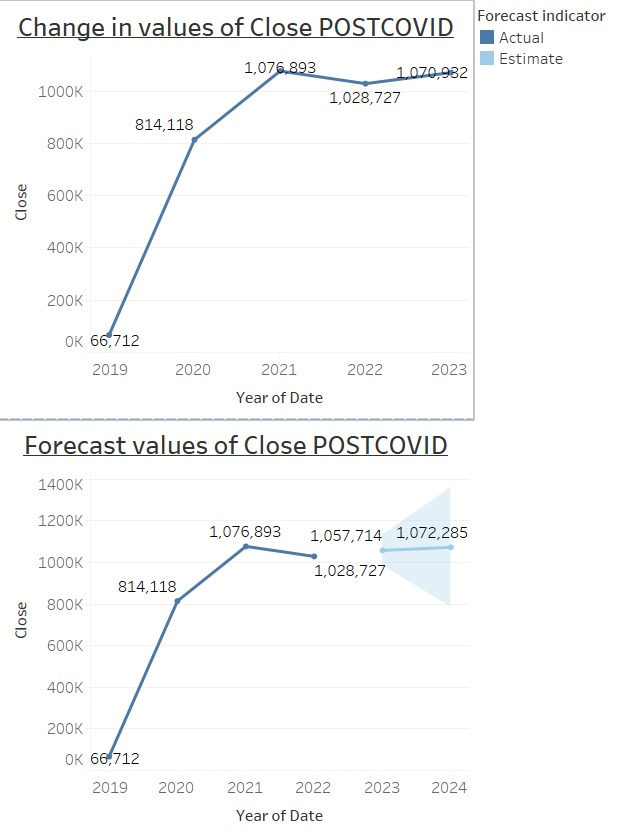 Change in values of Close POSTCOVID
Forecast indicator
Actual
Estimate
1000K
800K
600K
400K
200K
0K
Close
66,712
814,118
1,076,893
1,028,727
1,070,932
2019 2020 2021 2022 2023
Year of Date
Forecast values of Close POSTCOVID
1400K
1200K
1000K
800K
600K
400K
200K
0K
Close
66,712
814,118
1,076,893
1,028,727
1,057,714
1,072,285
2019 2020 2021 2022 2023 2024
Year of Date